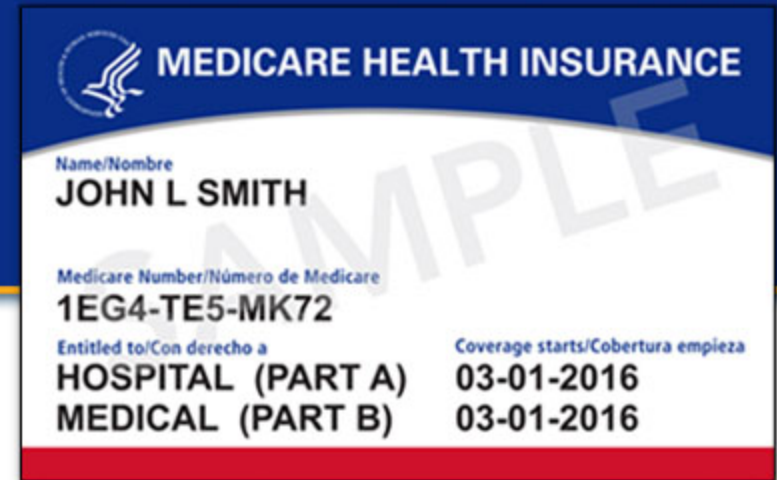 MEDICARE HEALTH INSURANCE
Name/Nombre
JOHN L SMITH
Medicare Number/Número de Medicare
1EG4-TE5-MK72
Entitled to/Con derecho a Coverage starts/Cobertura empieza
HOSPITAL (PART A) 03-01-2016
MEDICAL (PART B) 03-01-2016
SAMPLE